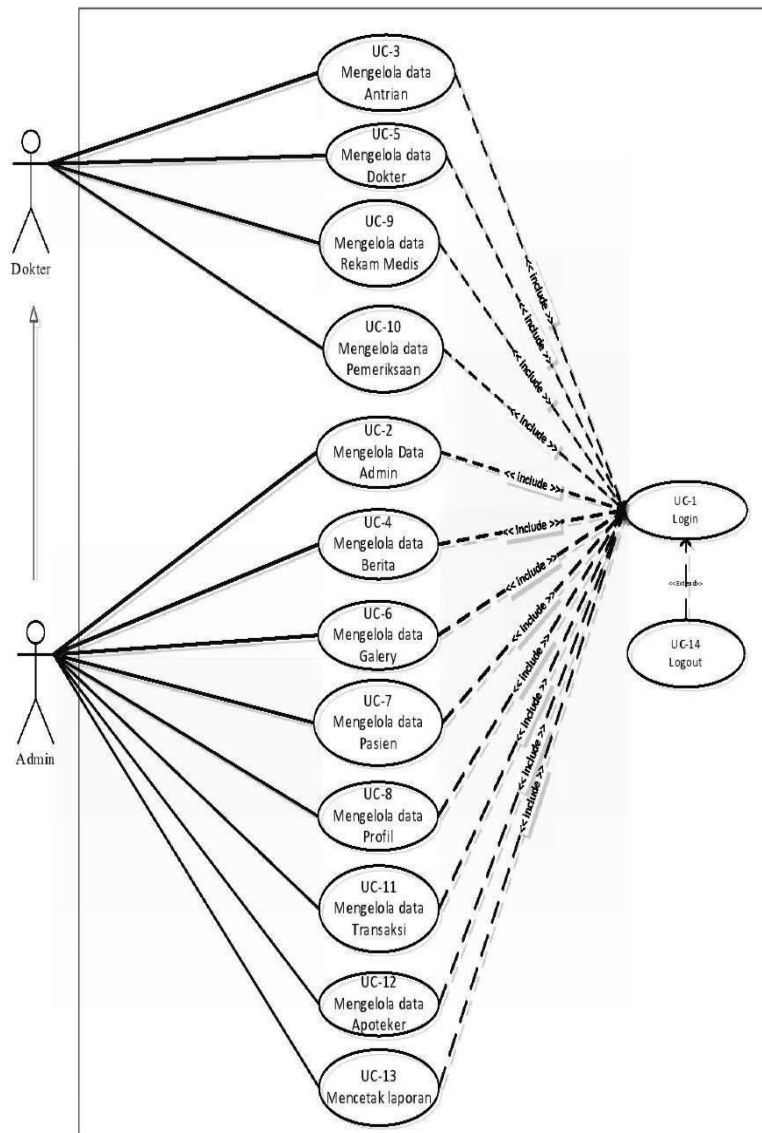 UC-3
Mengelola data
Antrian
UC-5
Mengelola data
Dokter
UC-9
Mengelola data
Rekam Medis
UC-10
Mengelola data
Pemeriksaan
UC-2
Mengelola Data
Admin
UC-4
Mengelola data
Berita
UC-6
Mengelola data
Galery
UC-7
Mengelola data
Pasien
UC-8
Mengelola data
Profil
UC-11
Mengelola data
Transaksi
UC-12
Mengelola data
Apoteker
UC-13
Mencetak laporan
Dokter
Admin
<< include >>
<< include >>
<< include >>
<< include >>
<< include >>
<< include >>
<< include >>
<< include >>
<< include >>
<< include >>
<< include >>
<< include >>
UC-1
Login
<<Extend>>
UC-14
Logout